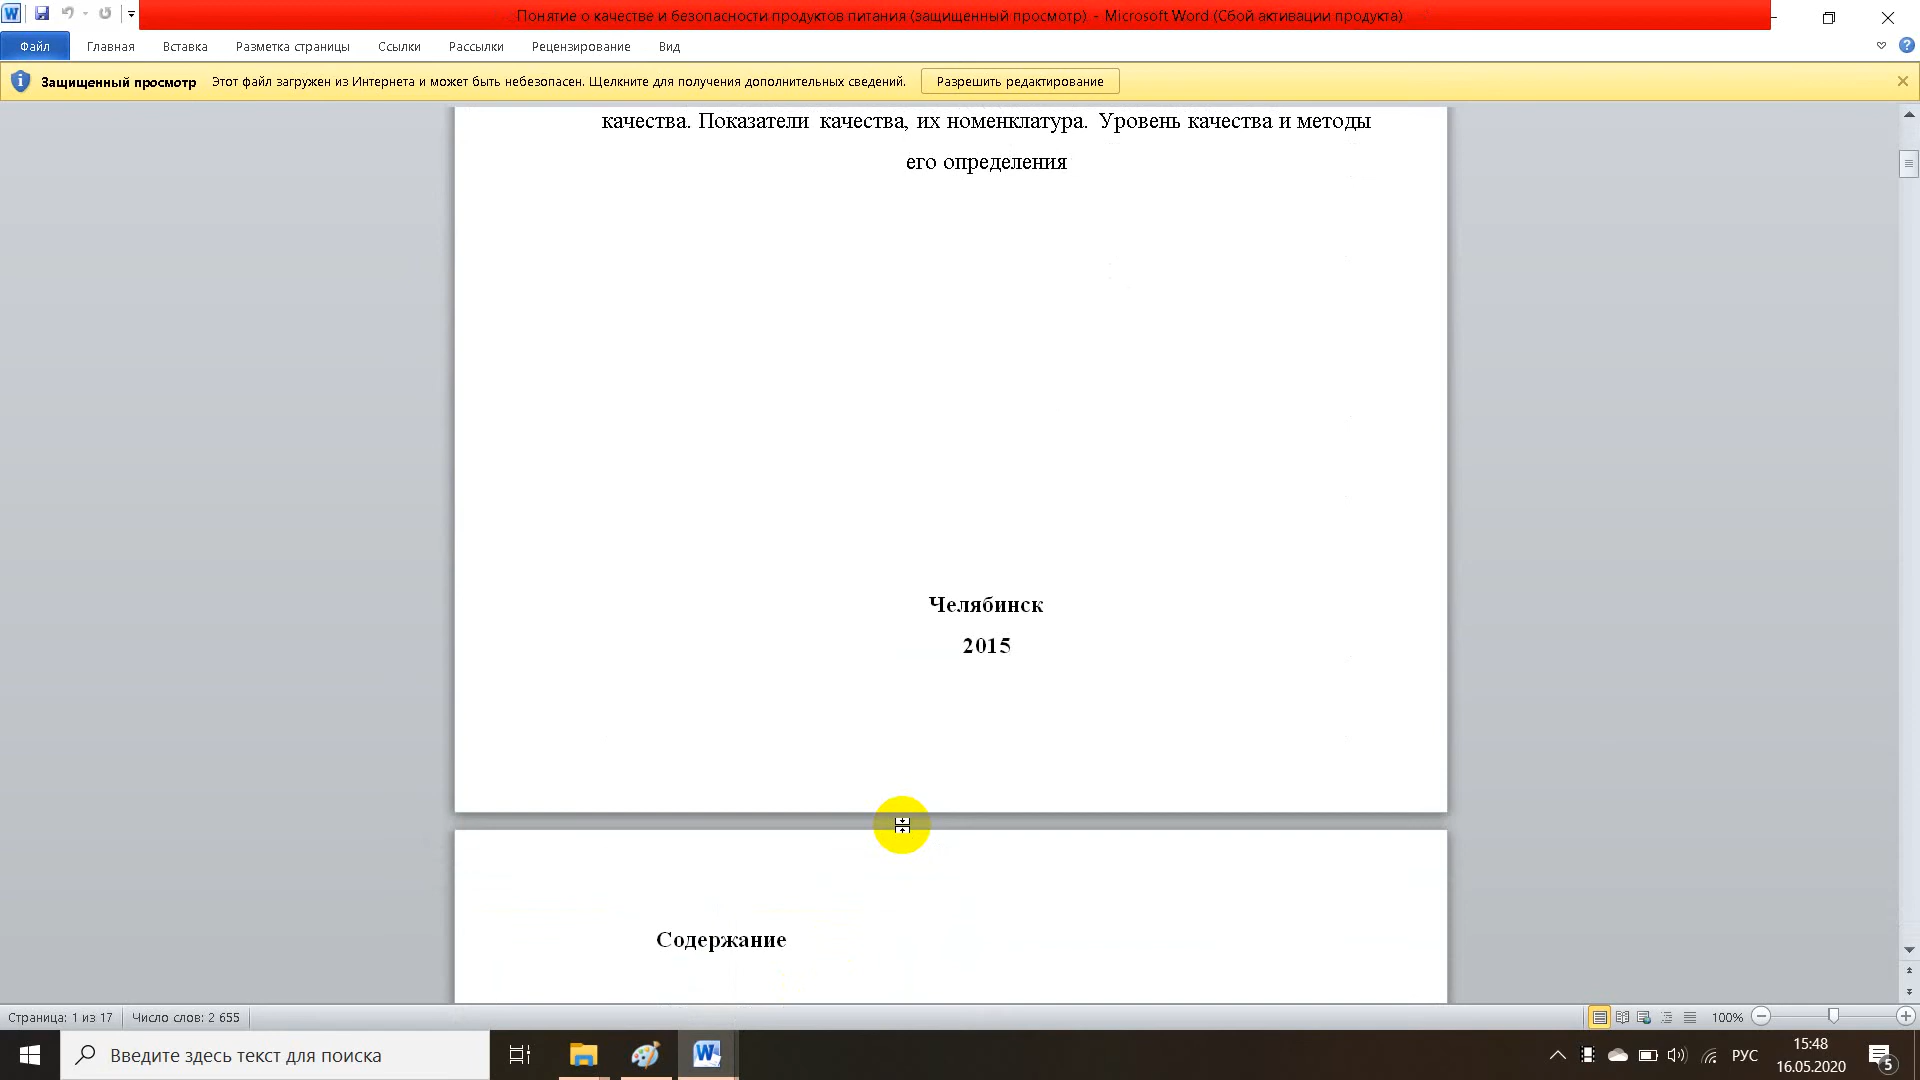 Понятие о качестве и безопасности продуктов питания (защищенный просмотр) - Microsoft Word (Сбой активации продукта)
Файл Главная Вставка Разметка страницы Ссылки Рассылки Рецензирование Вид
Защищенный просмотр Этот файл загружен из Интернета и может быть небезопасен. Щелкните для получения дополнительных сведений. Разрешить редактирование
качества. Показатели качества, их номенклатура. Уровень качества и методы
его определения
Челябинск
2015
Содержание
Страница: 1 из 17 Число слов: 2 655 100%
Введите здесь текст для поиска РУС 15:48
16.05.2020 5